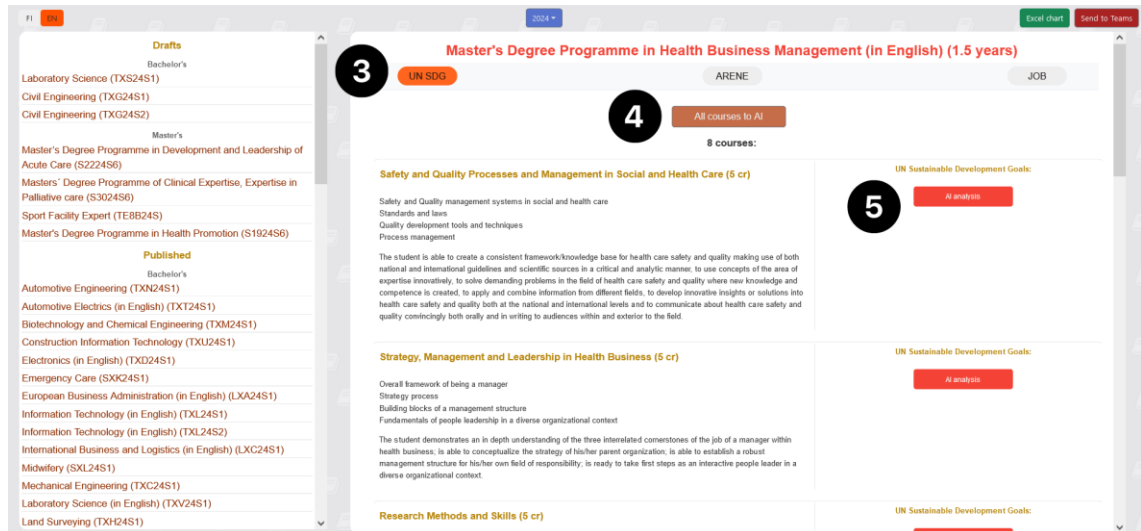 FI
EN
2024
Excel chart
Send to Teams
Drafts
Bachelor's
Laboratory Science (TXS24S1)
Civil Engineering (TXG24S1)
Civil Engineering (TXG24S2)
Master's
Master's Degree Programme in Development and Leadership of
Acute Care (S2224S6)
Masters´ Degree Programme of Clinical Expertise, Expertise in
Palliative care (S3024S6)
Sport Facility Expert (TE8B24S)
Master's Degree Programme in Health Promotion (S1924S6)
Published
Bachelor's
Automotive Engineering (TXN24S1)
Automotive Electrics (in English) (TXT24S1)
Biotechnology and Chemical Engineering (TXM24S1)
Construction Information Technology (TXU24S1)
Electronics (in English) (TXD24S1)
Emergency Care (SXK24S1)
European Business Administration (in English) (LXA24S1)
Information Technology (in English) (TXL24S1)
Information Technology (in English) (TXL24S2)
International Business and Logistics (in English) (LXC24S1)
Midwifery (SXL24S1)
Mechanical Engineering (TXC24S1)
Laboratory Science (in English) (TXV24S1)
Land Surveying (TXH24S1)
Master's Degree Programme in Health Business Management (in English) (1.5 years)
3
UN SDG
ARENE
JOB
4
All courses to AI
8 courses:
Safety and Quality Processes and Management in Social and Health Care (5 cr)
Safety and Quality management systems in social and health care
Standards and laws
Quality development tools and techniques
Process management
The student is able to create a consistent framework/knowledge base for health care safety and quality making use of both
national and international guidelines and scientific sources in a critical and analytic manner, to use concepts of the area of
expertise innovatively, to solve demanding problems in the field of health care safety and quality where new knowledge and
competence is created, to apply and combine information from different fields, to develop innovative insights or solutions into
health care safety and quality both at the national and international levels and to communicate about health care safety and
quality convincingly both orally and in writing to audiences within and exterior to the field.
UN Sustainable Development Goals:
5
AI analysis
Strategy, Management and Leadership in Health Business (5 cr)
Overall framework of being a manager
Strategy process
Building blocks of a management structure
Fundamentals of people leadership in a diverse organizational context
The student demonstrates an in depth understanding of the three interrelated cornerstones of the job of a manager within
health business; is able to conceptualize the strategy of his/her parent organization; is able to establish a robust
management structure for his/her own field of responsibility; is ready to take first steps as an interactive people leader in a
diverse organizational context.
UN Sustainable Development Goals:
AI analysis
Research Methods and Skills (5 cr)
UN Sustainable Development Goals: